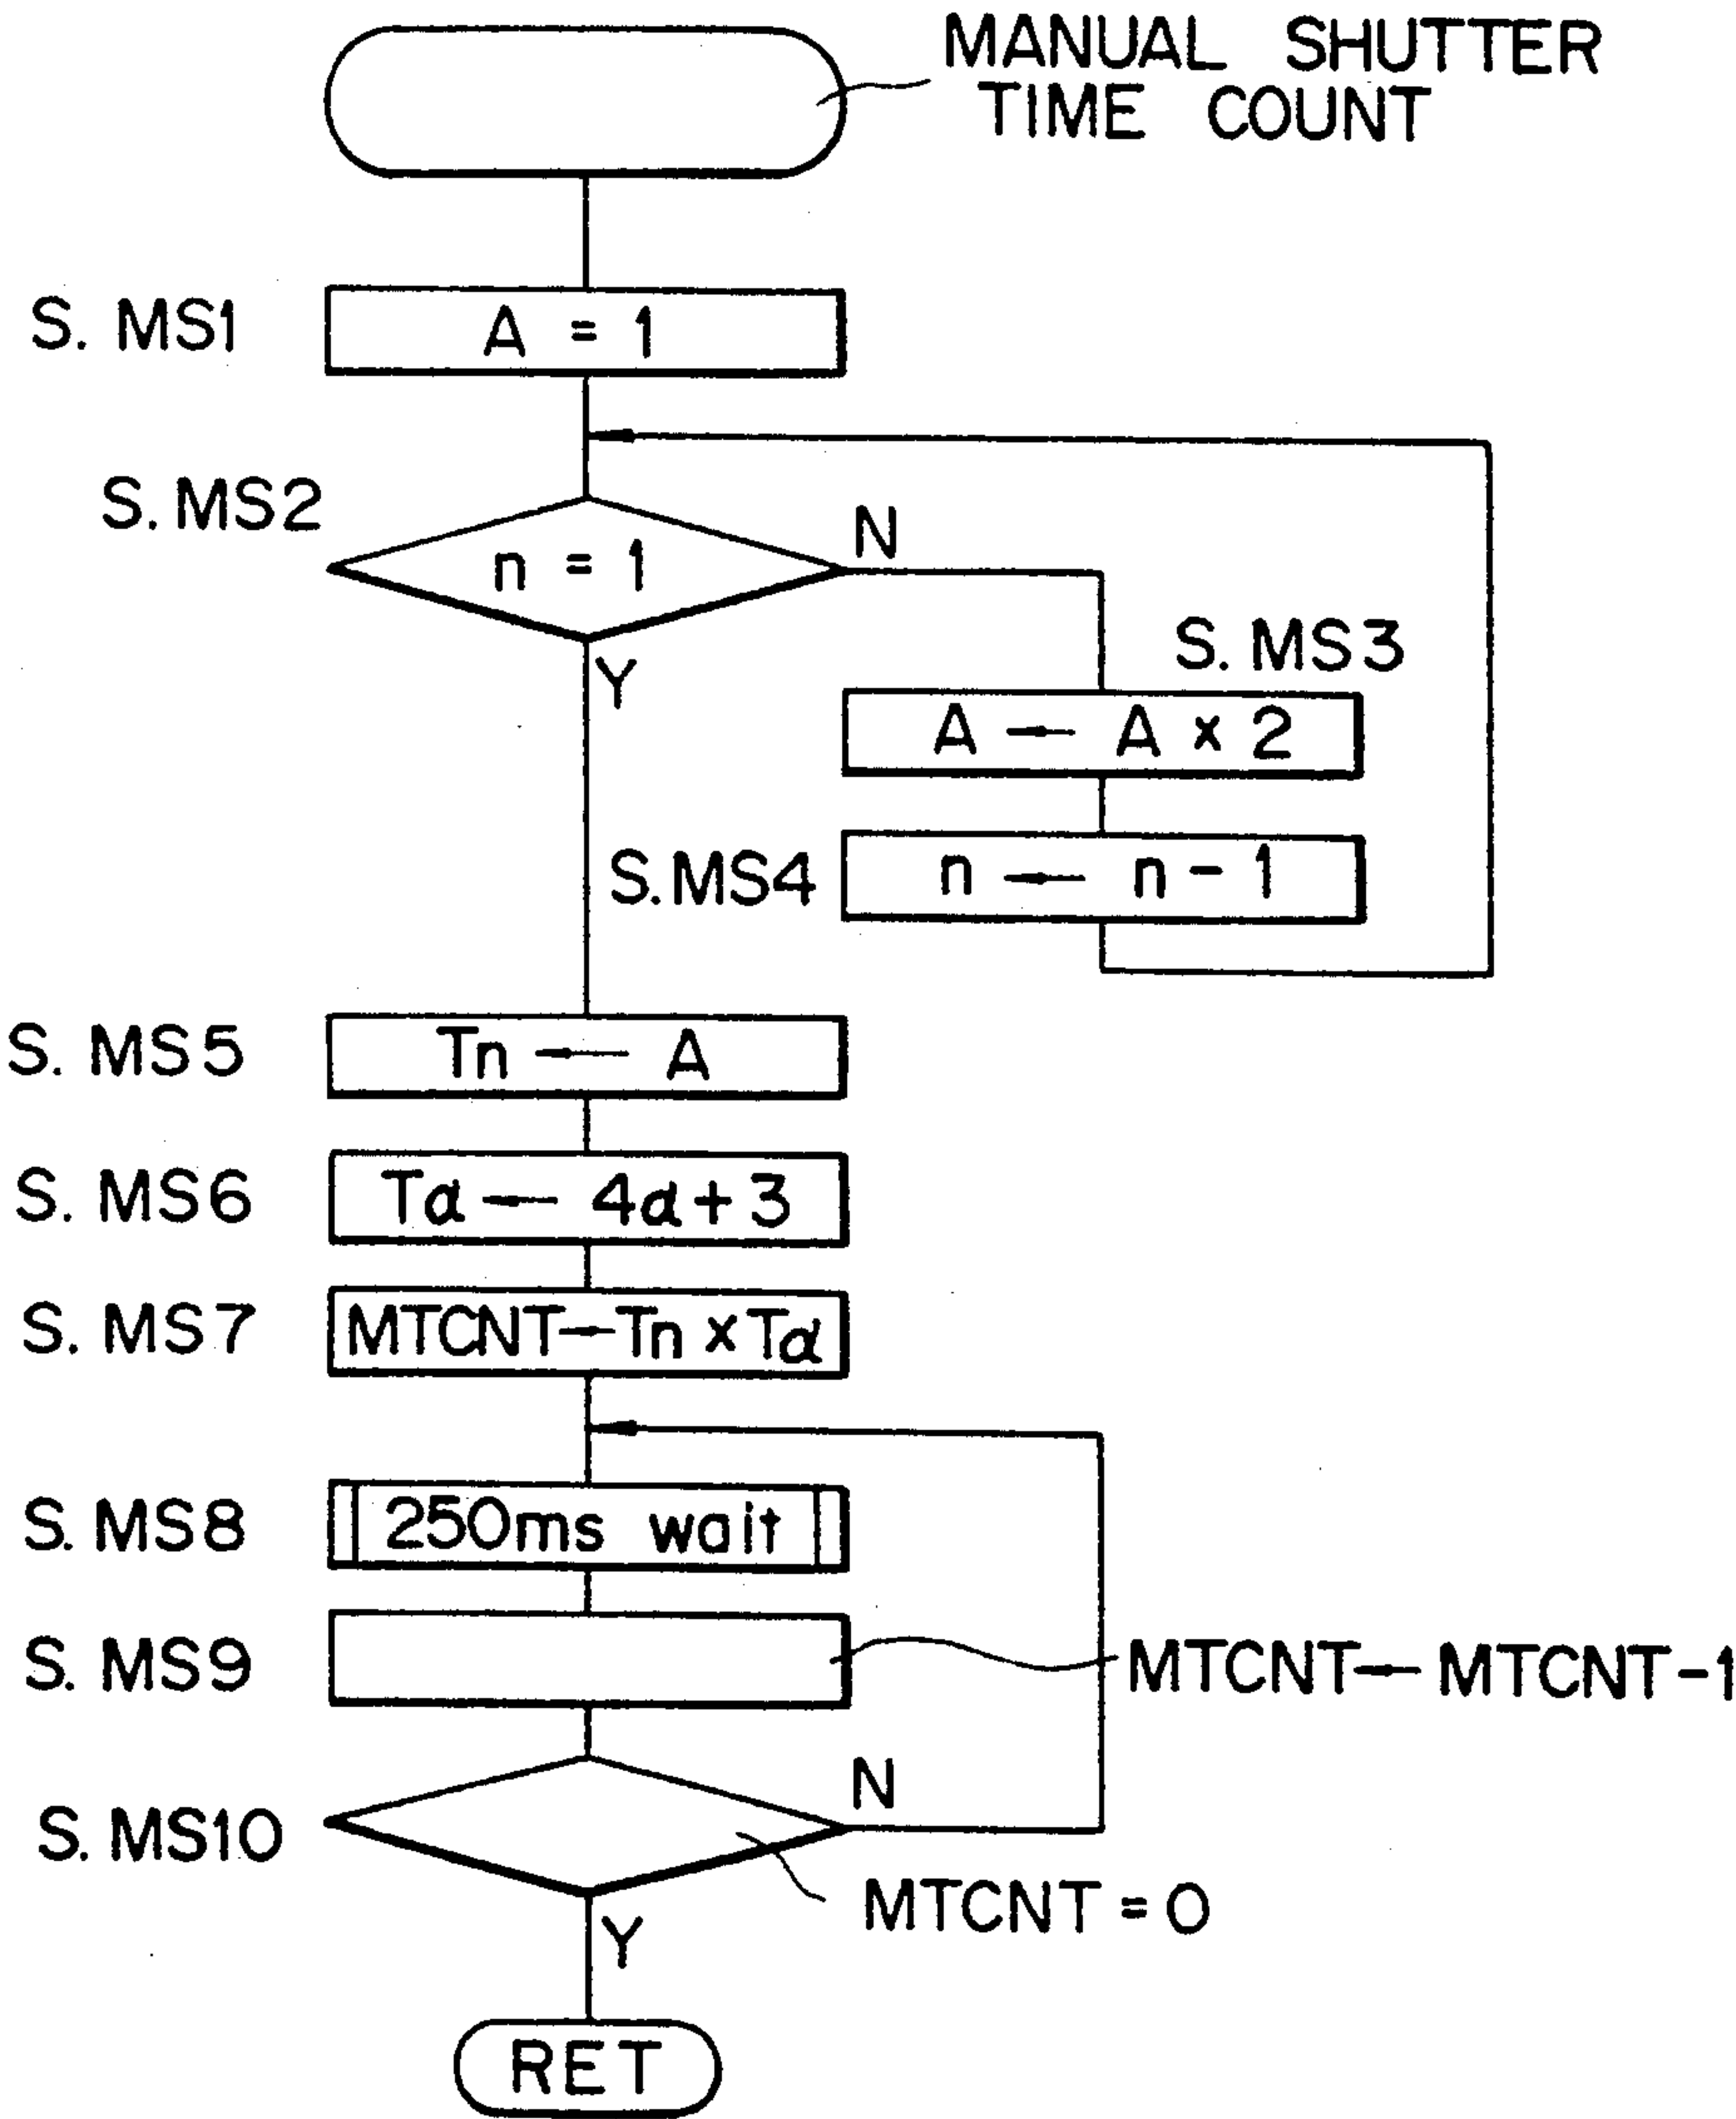 MANUAL SHUTTER
TIME COUNT
S. MS1
A = 1
S. MS2
n = 1
N
Y
S. MS3
A ← A × 2
S. MS4
n ← n - 1
S. MS5
Tn ← A
S. MS6
Tα ← 4α + 3
S. MS7
MTCNT ← Tn × Tα
S. MS8
250ms wait
S. MS9
MTCNT ← MTCNT - 1
S. MS10
N
MTCNT = 0
Y
RET